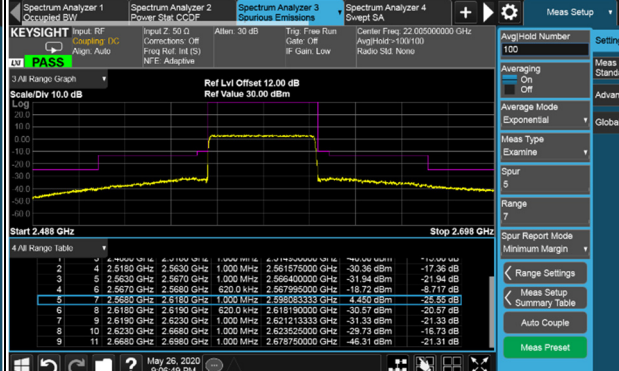 Spectrum Analyzer 1
Occupied BW
Spectrum Analyzer 2
Power Stat CCDF
Spectrum Analyzer 3
Spurious Emissions
Spectrum Analyzer 4
Swept SA
Meas Setup
KEYSIGHT
Input: RF
Coupling: DC
Align: Auto
Input Z: 50 Ω
Corrections: Off
Freq Ref: Int (S)
NFE: Adaptive
Atten: 30 dB
Trig: Free Run
Gate: Off
IF Gain: Low
Center Freq: 22.005000000 GHz
Avg|Hold>100/100
Radio Std: None
LXI PASS
3 All Range Graph
Scale/Div 10.0 dB
Ref Lvl Offset 12.00 dB
Ref Value 30.00 dBm
Log
20.0
10.0
0.00
-10.0
-20.0
-30.0
-40.0
-50.0
-60.0
Start 2.488 GHz
Stop 2.698 GHz
4 All Range Table
2 4 2.5180 GHz 2.5630 GHz 1.000 MHz 2.561575000 GHz -30.36 dBm -17.36 dB
3 5 2.5630 GHz 2.5670 GHz 1.000 MHz 2.566400000 GHz -31.94 dBm -21.94 dB
4 6 2.5670 GHz 2.5680 GHz 620.0 kHz 2.567995000 GHz -18.72 dBm -8.717 dB
5 7 2.5680 GHz 2.6180 GHz 1.000 MHz 2.598083333 GHz 4.450 dBm -25.55 dB
6 8 2.6180 GHz 2.6190 GHz 620.0 kHz 2.618190000 GHz -30.57 dBm -20.57 dB
7 9 2.6190 GHz 2.6230 GHz 1.000 MHz 2.621213333 GHz -31.33 dBm -21.33 dB
8 10 2.6230 GHz 2.6680 GHz 1.000 MHz 2.623525000 GHz -29.73 dBm -16.73 dB
9 11 2.6680 GHz 2.6980 GHz 1.000 MHz 2.678750000 GHz -46.31 dBm -21.31 dB
May 26, 2020
9:06:49 PM
Avg|Hold Number
100
Averaging
On
Off
Average Mode
Exponential
Meas Type
Examine
Spur
5
Range
7
Spur Report Mode
Minimum Margin
Range Settings
Meas Setup
Summary Table
Auto Couple
Meas Preset
Meas
Global